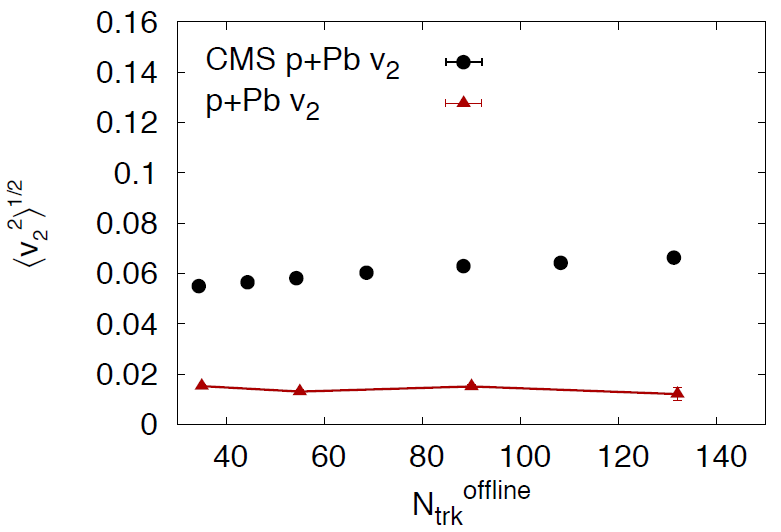 0.16
0.14
0.12
0.1
0.08
0.06
0.04
0.02
0
⟨v₂²⟩^1/2
CMS p+Pb v₂
p+Pb v₂
40 60 80 100 120 140
N_trk^offline